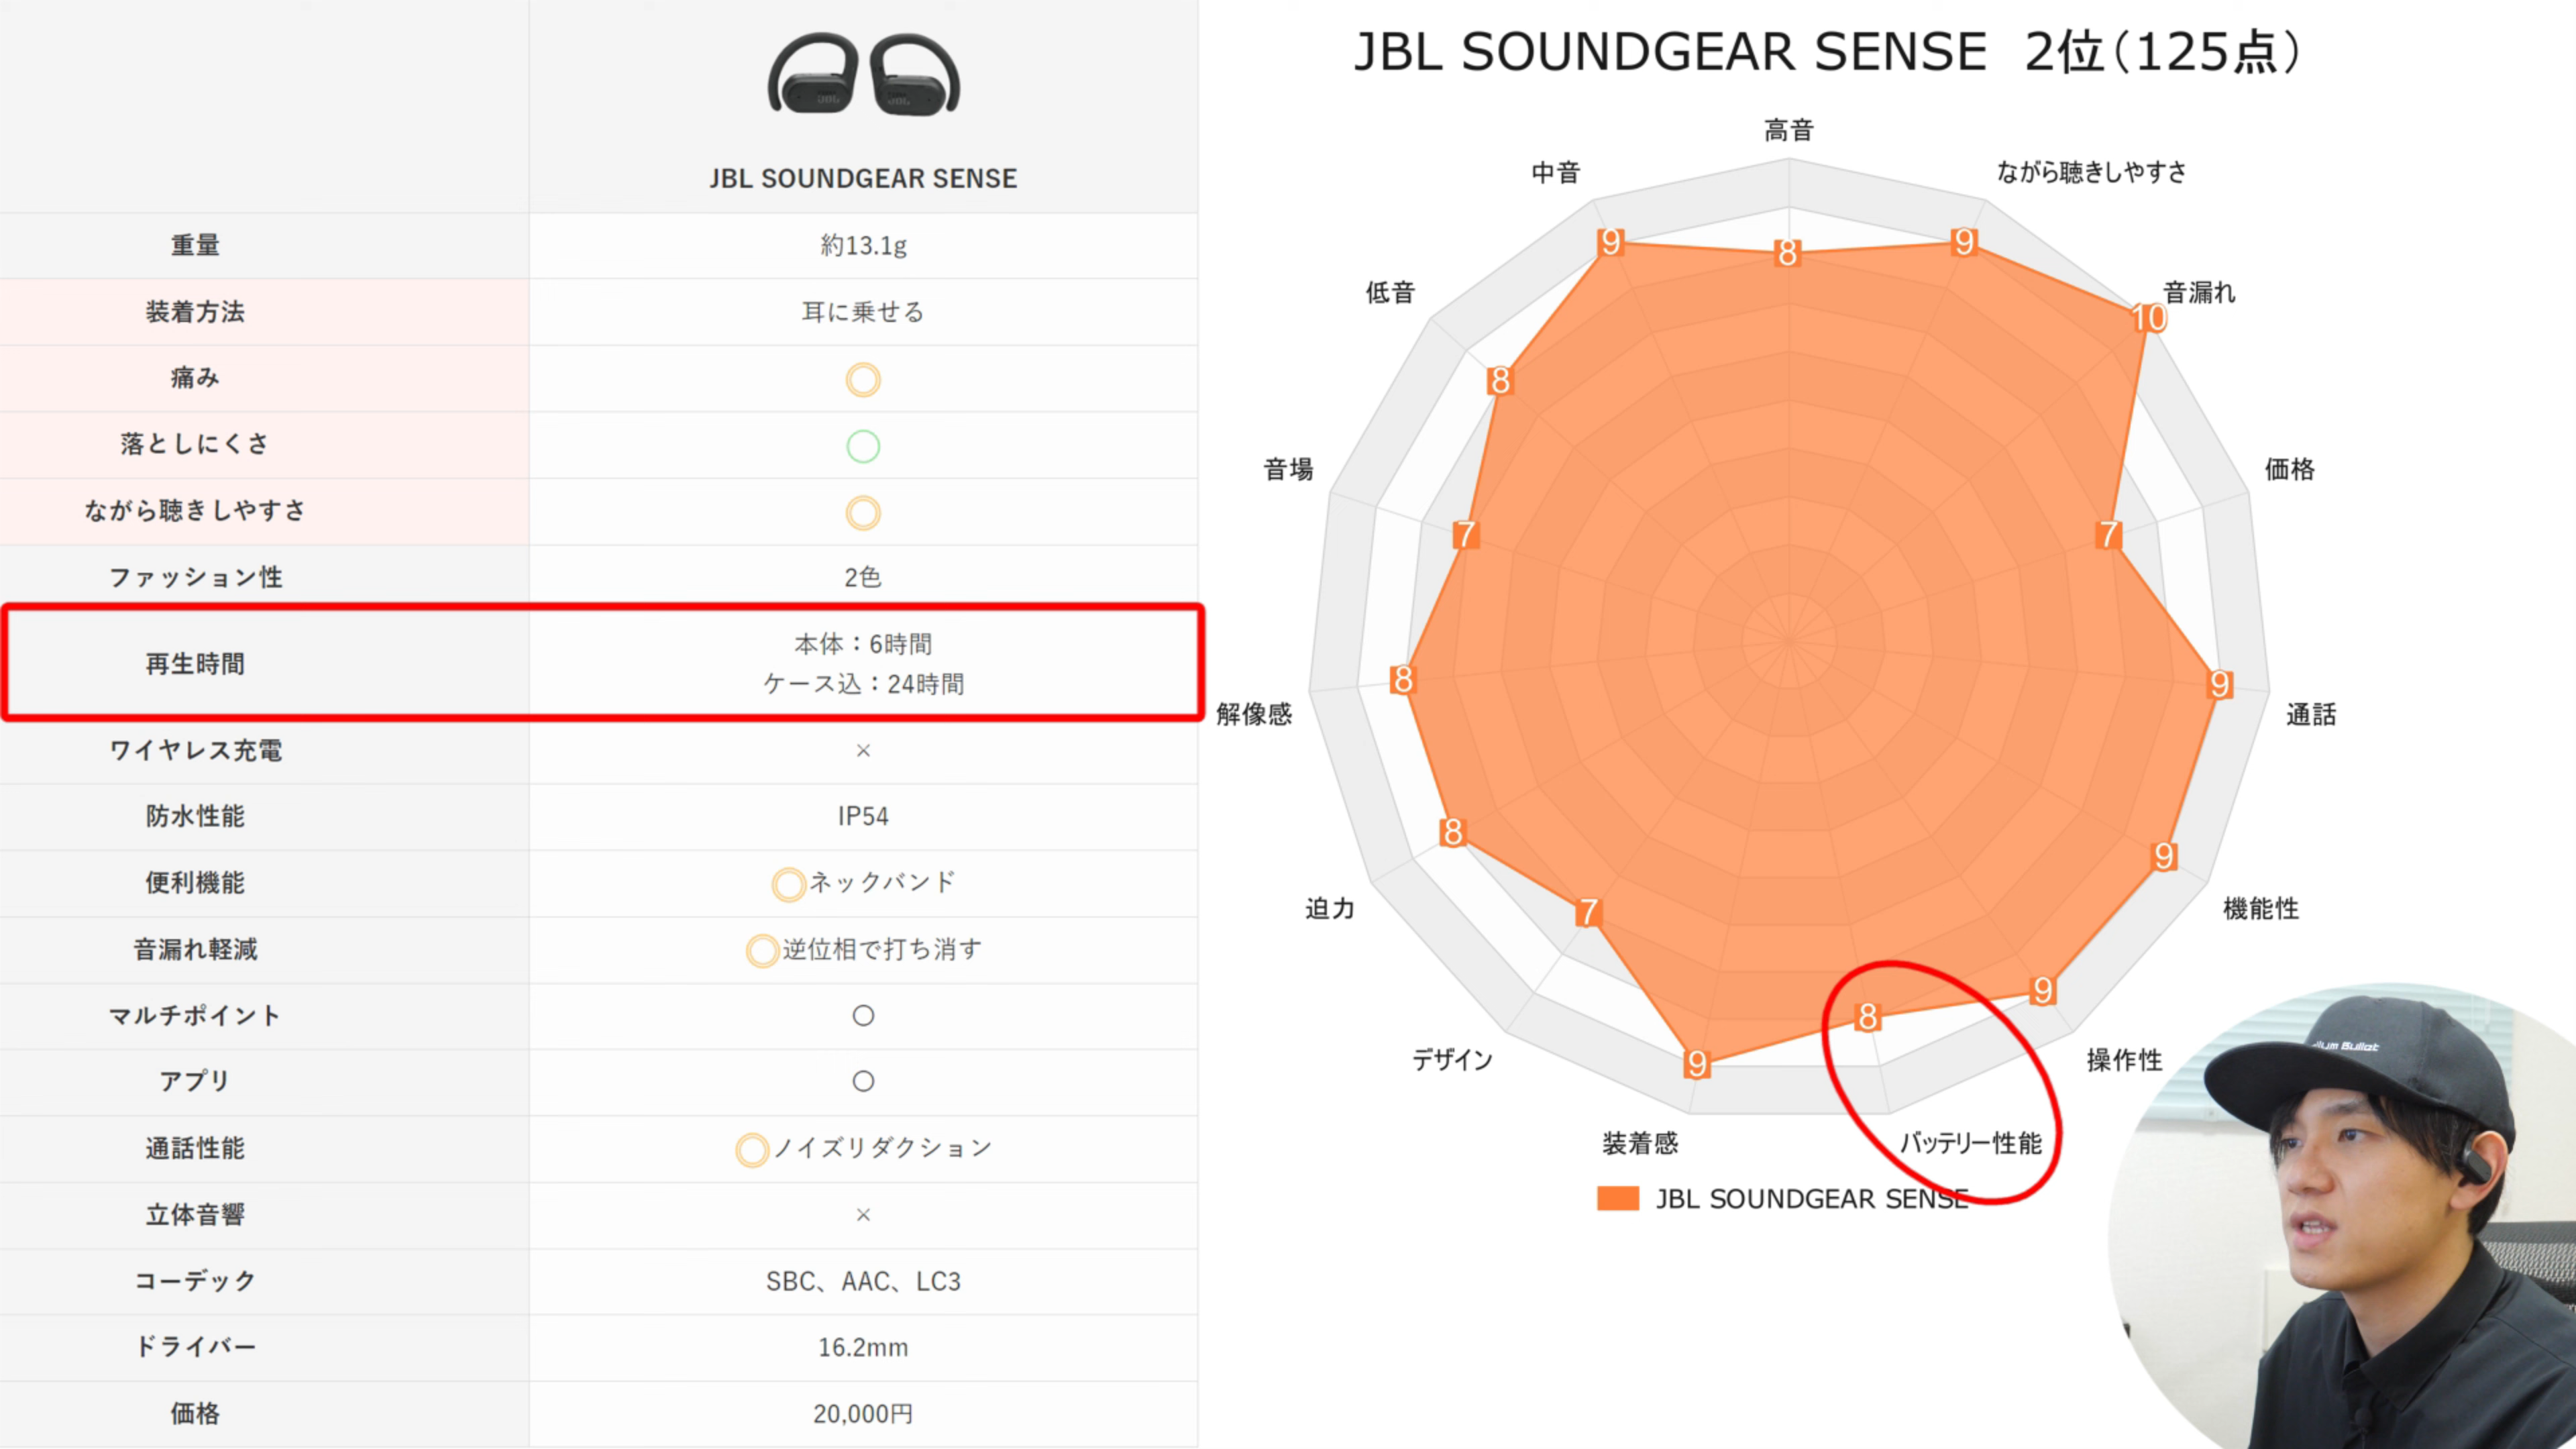 JBL SOUNDGEAR SENSE
重量
約13.1g
装着方法
耳に乗せる
痛み
◎
落としにくさ
○
ながら聴きしやすさ
◎
ファッション性
2色
再生時間
本体：6時間
ケース込：24時間
ワイヤレス充電
×
防水性能
IP54
便利機能
◎ネックバンド
音漏れ軽減
◎逆位相で打ち消す
マルチポイント
○
アプリ
○
通話性能
◎ノイズリダクション
立体音響
×
コーデック
SBC、AAC、LC3
ドライバー
16.2mm
価格
20,000円
JBL SOUNDGEAR SENSE 2位（125点）
高音
8
ながら聴きしやすさ
9
音漏れ
10
価格
7
通話
9
機能性
9
操作性
9
バッテリー性能
8
装着感
9
デザイン
7
迫力
8
解像感
8
音場
7
低音
8
中音
9
JBL SOUNDGEAR SENSE
JBL
JBL
Bullet